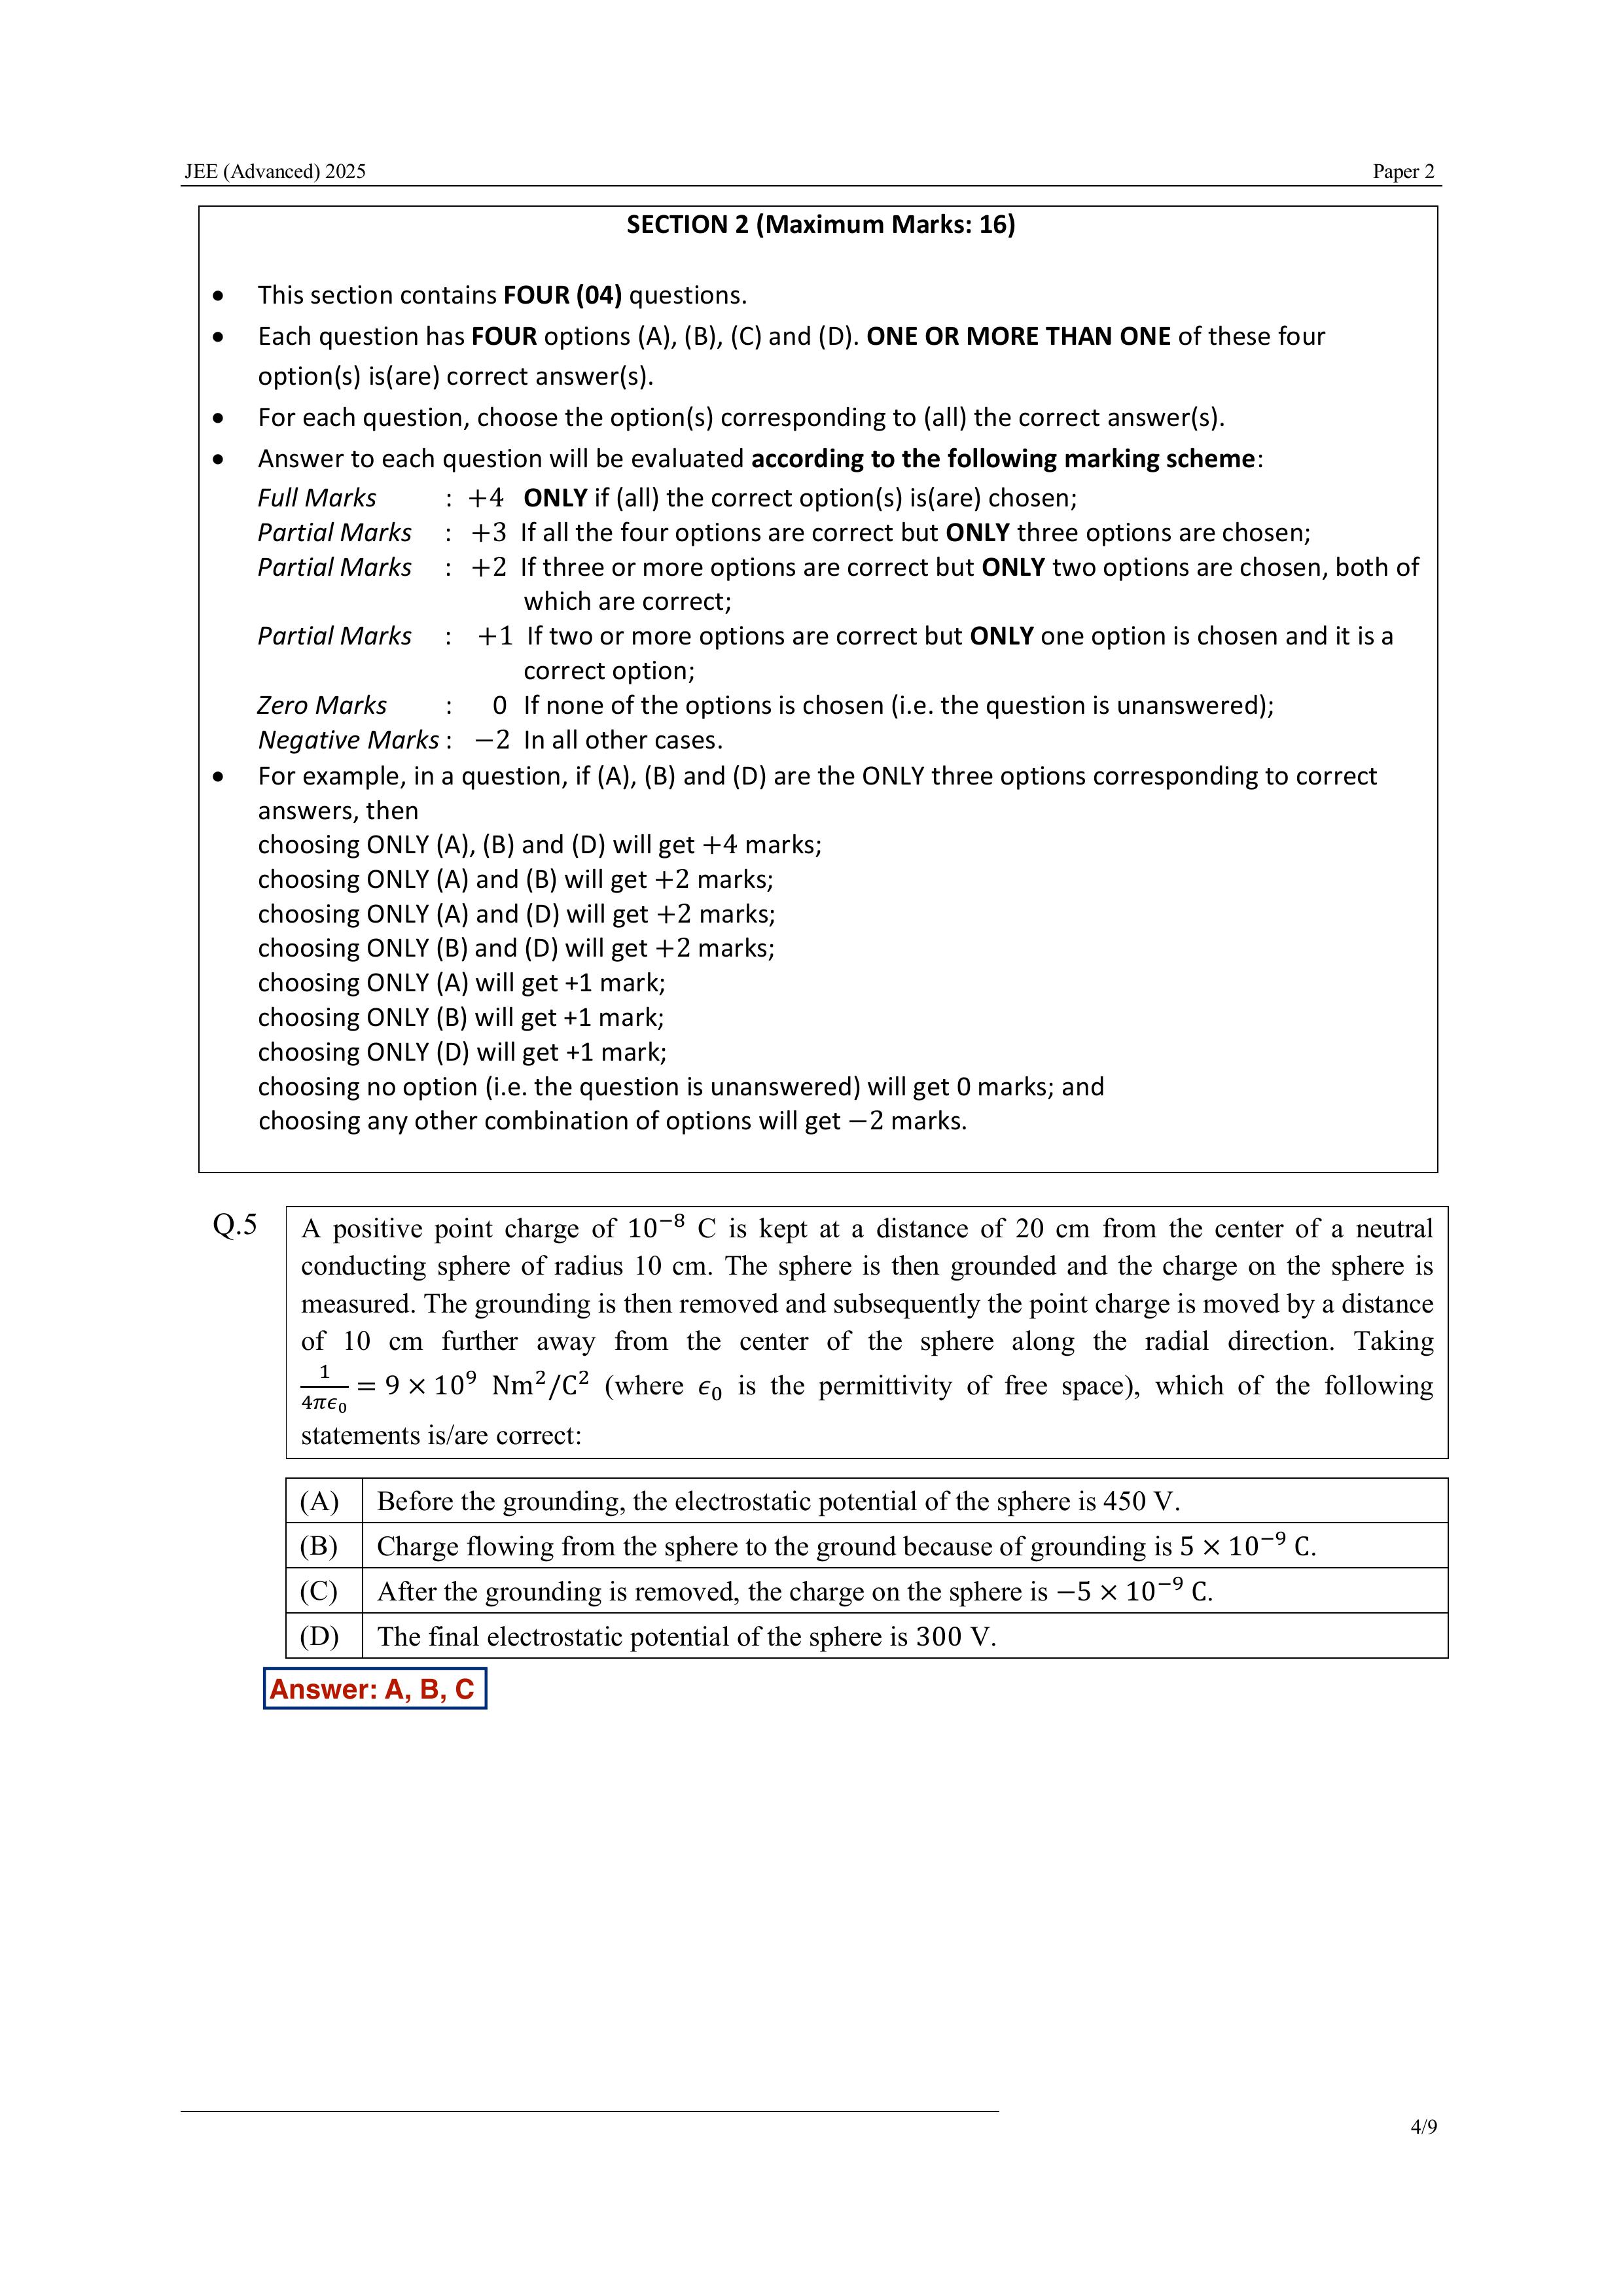 JEE (Advanced) 2025 Paper 2
SECTION 2 (Maximum Marks: 16)
• This section contains FOUR (04) questions.
• Each question has FOUR options (A), (B), (C) and (D). ONE OR MORE THAN ONE of these four
option(s) is(are) correct answer(s).
• For each question, choose the option(s) corresponding to (all) the correct answer(s).
• Answer to each question will be evaluated according to the following marking scheme:
Full Marks : +4 ONLY if (all) the correct option(s) is(are) chosen;
Partial Marks : +3 If all the four options are correct but ONLY three options are chosen;
Partial Marks : +2 If three or more options are correct but ONLY two options are chosen, both of
which are correct;
Partial Marks : +1 If two or more options are correct but ONLY one option is chosen and it is a
correct option;
Zero Marks : 0 If none of the options is chosen (i.e. the question is unanswered);
Negative Marks : −2 In all other cases.
• For example, in a question, if (A), (B) and (D) are the ONLY three options corresponding to correct
answers, then
choosing ONLY (A), (B) and (D) will get +4 marks;
choosing ONLY (A) and (B) will get +2 marks;
choosing ONLY (A) and (D) will get +2 marks;
choosing ONLY (B) and (D) will get +2 marks;
choosing ONLY (A) will get +1 mark;
choosing ONLY (B) will get +1 mark;
choosing ONLY (D) will get +1 mark;
choosing no option (i.e. the question is unanswered) will get 0 marks; and
choosing any other combination of options will get −2 marks.
Q.5 A positive point charge of 10⁻⁸ C is kept at a distance of 20 cm from the center of a neutral
conducting sphere of radius 10 cm. The sphere is then grounded and the charge on the sphere is
measured. The grounding is then removed and subsequently the point charge is moved by a distance
of 10 cm further away from the center of the sphere along the radial direction. Taking
1/4πϵ₀ = 9 × 10⁹ Nm²/C² (where ϵ₀ is the permittivity of free space), which of the following
statements is/are correct:
(A) Before the grounding, the electrostatic potential of the sphere is 450 V.
(B) Charge flowing from the sphere to the ground because of grounding is 5 × 10⁻⁹ C.
(C) After the grounding is removed, the charge on the sphere is −5 × 10⁻⁹ C.
(D) The final electrostatic potential of the sphere is 300 V.
Answer: A, B, C
4/9